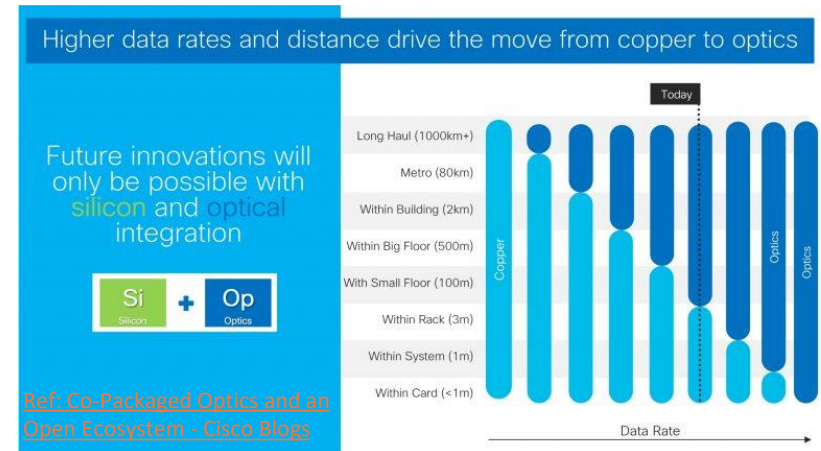 Higher data rates and distance drive the move from copper to optics
Future innovations will
only be possible with
silicon and optical
integration
Si
Silicon
+
Op
Optics
Ref: Co-Packaged Optics and an
Open Ecosystem - Cisco Blogs
Today
Long Haul (1000km+)
Metro (80km)
Within Building (2km)
Within Big Floor (500m)
With Small Floor (100m)
Within Rack (3m)
Within System (1m)
Within Card (<1m)
Copper
Optics
Optics
Data Rate